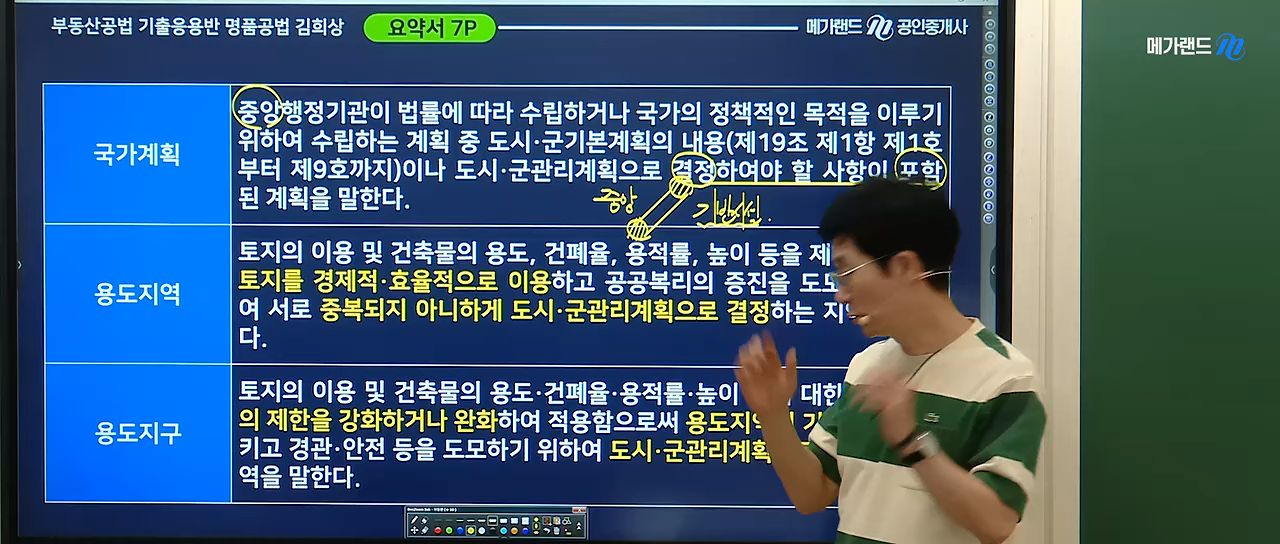 부동산공법 기출응용반 명품공법 김희상
요약서 7P
메가랜드 공인중개사
메가랜드
국가계획
중앙행정기관이 법률에 따라 수립하거나 국가의 정책적인 목적을 이루기
위하여 수립하는 계획 중 도시·군기본계획의 내용(제19조 제1항 제1호
부터 제9호까지)이나 도시·군관리계획으로 결정하여야 할 사항이 포함
된 계획을 말한다.
중앙
기반시설.
용도지역
토지의 이용 및 건축물의 용도, 건폐율, 용적률, 높이 등을 제
토지를 경제적·효율적으로 이용하고 공공복리의 증진을 도모
여 서로 중복되지 아니하게 도시·군관리계획으로 결정하는 지
다.
용도지구
토지의 이용 및 건축물의 용도·건폐율·용적률·높이 대한
의 제한을 강화하거나 완화하여 적용함으로써 용도지역
키고 경관·안전 등을 도모하기 위하여 도시·군관리계획
역을 말한다.